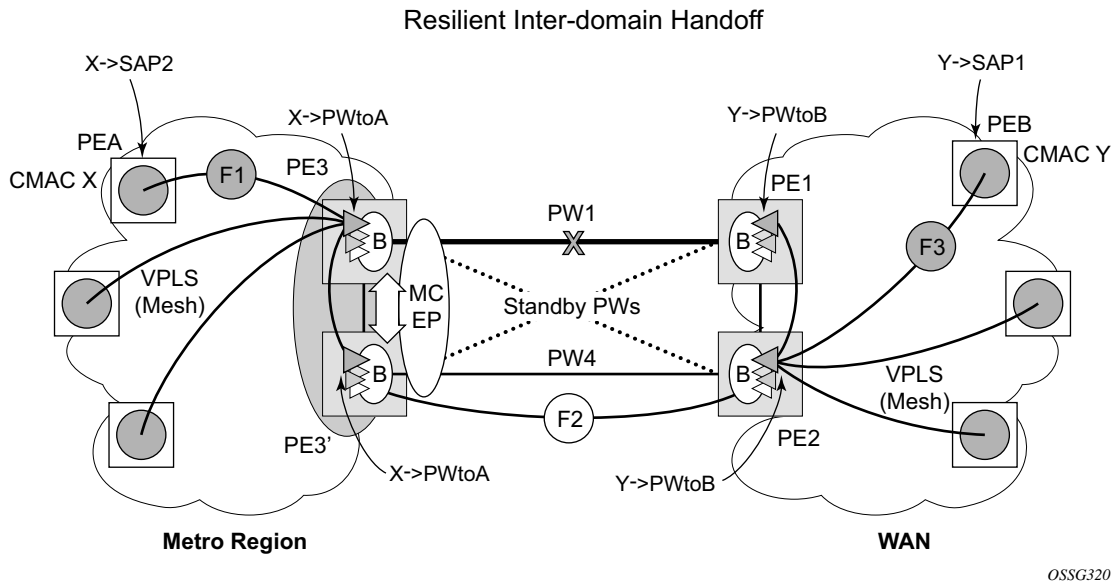 Resilient Inter-domain Handoff
X->SAP2
Y->SAP1
X->PWtoA
Y->PWtoB
PEA
PEB
CMAC X
F1
PE3
PE1
CMAC Y
PW1
B
B
F3
VPLS
(Mesh)
MC
EP
Standby PWs
PW4
B
B
VPLS
(Mesh)
F2
PE3’
PE2
X->PWtoA
Y->PWtoB
Metro Region
WAN
OSSG320